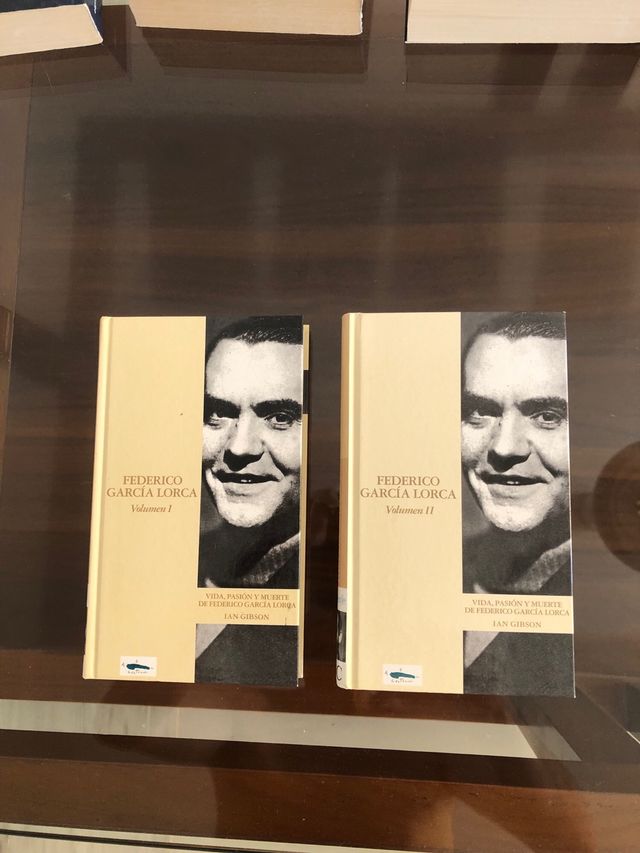 FEDERICO
GARCÍA LORCA
Volumen I
VIDA, PASIÓN Y MUERTE
DE FEDERICO GARCÍA LORCA
IAN GIBSON
FEDERICO
GARCÍA LORCA
Volumen II
VIDA, PASIÓN Y MUERTE
DE FEDERICO GARCÍA LORCA
IAN GIBSON